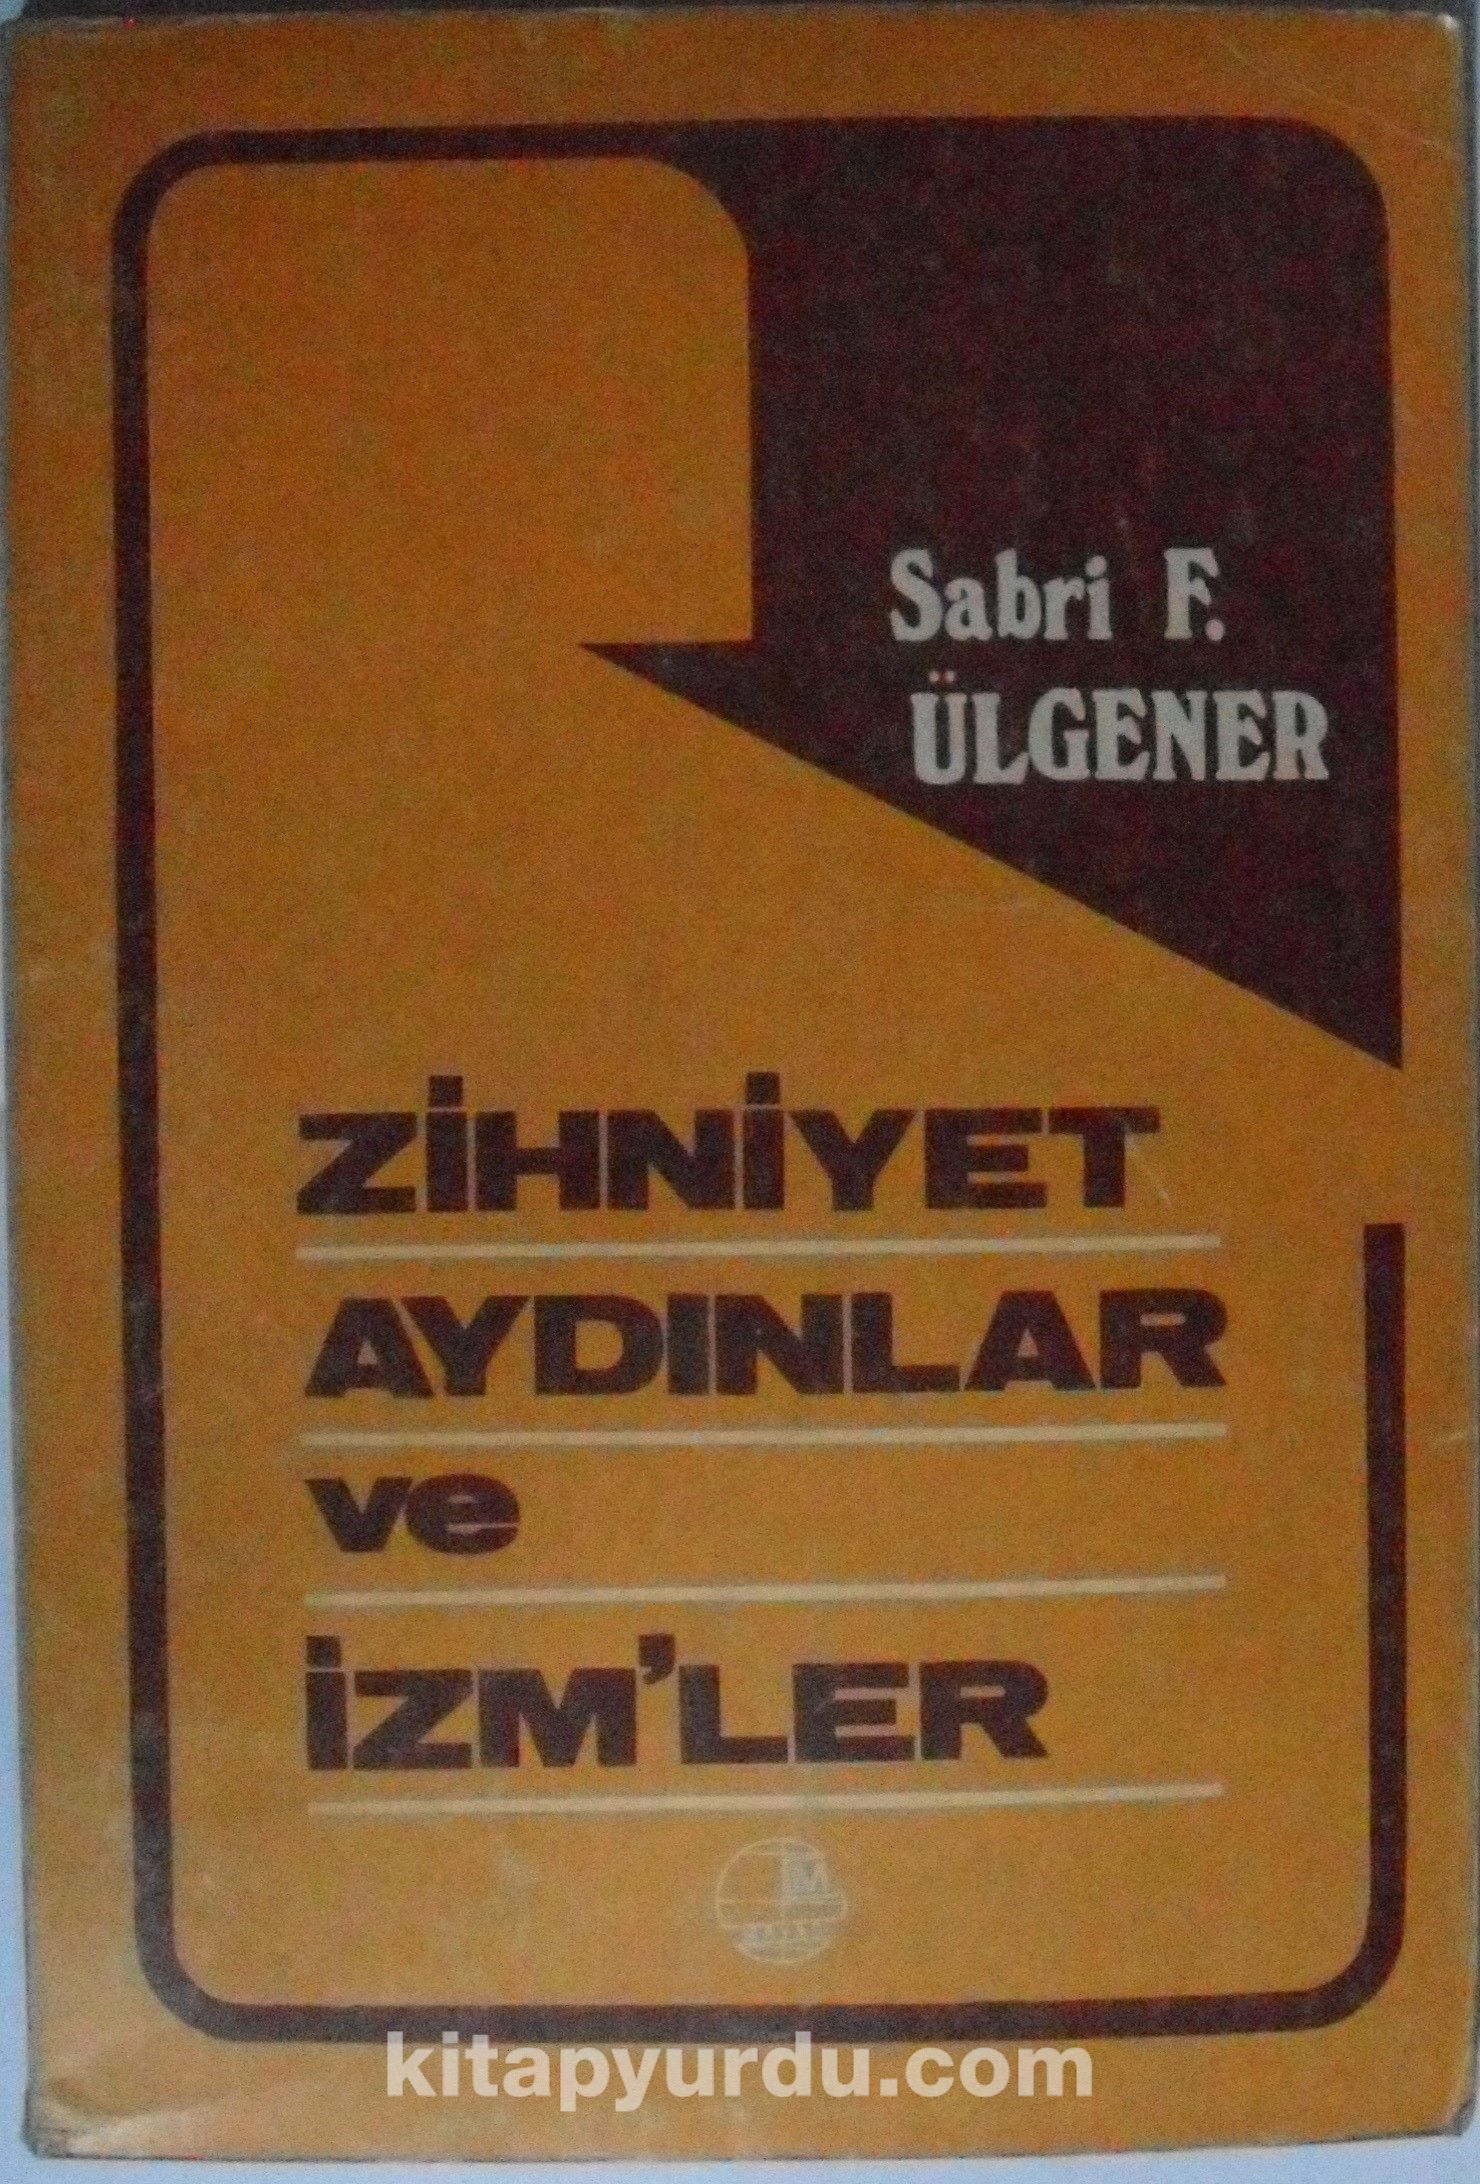 Sabri F.
ÜLGENER
ZİHNİYET
AYDINLAR
ve
İZM'LER
M
kitapyurdu.com